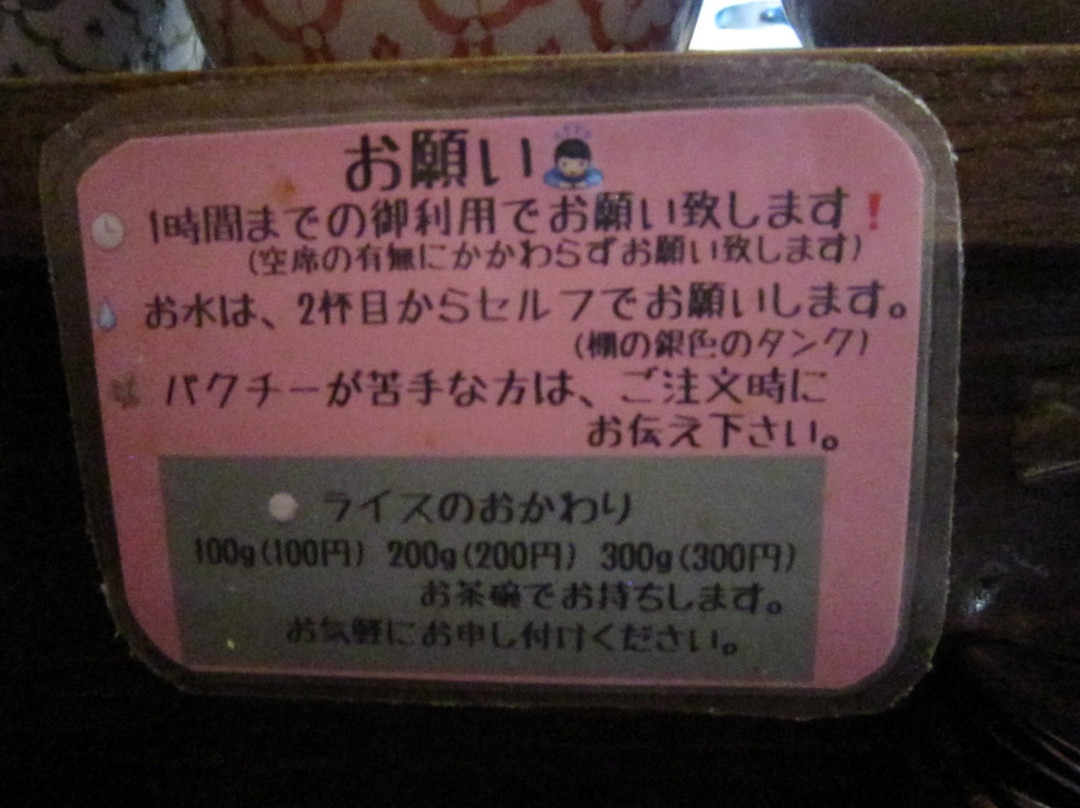 お願い🙇
🕒1時間までの御利用でお願い致します❗
(空席の有無にかかわらずお願い致します)
💧お水は、2杯目からセルフでお願いします。
(棚の銀色のタンク)
🌿パクチーが苦手な方は、ご注文時に
お伝え下さい。
ライスのおかわり
100g(100円) 200g(200円) 300g(300円)
お茶碗でお持ちします。
お気軽にお申し付けください。